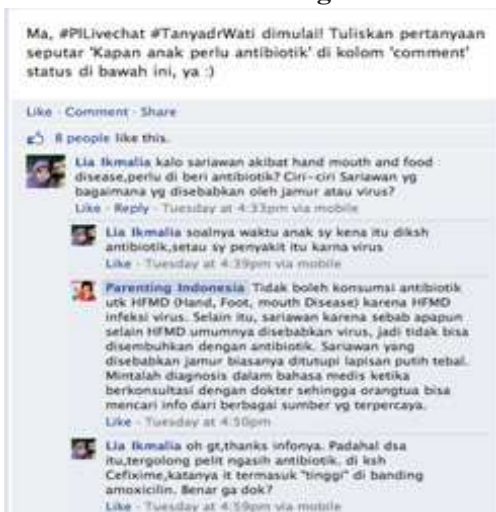 Ma, #PILivechat #TanyadrWati dimulai! Tuliskan pertanyaan
seputar 'Kapan anak perlu antibiotik' di kolom 'comment'
status di bawah ini, ya :)
Like · Comment · Share
8 people like this.
Lia Ikmalia kalo sariawan akibat hand mouth and food
disease,perlu di beri antibiotik? Ciri-ciri Sariawan yg
bagaimana yg disebabkan oleh jamur atau virus?
Like · Reply · Tuesday at 4:33pm via mobile
Lia Ikmalia soalnya waktu anak sy kena itu diksh
antibiotik,setau sy penyakit itu karna virus
Like · Tuesday at 4:39pm via mobile
Parenting Indonesia Tidak boleh konsumsi antibiotik
utk HFMD (Hand, Foot, mouth Disease) karena HFMD
infeksi virus. Selain itu, sariawan karena sebab apapun
selain HFMD umumnya disebabkan virus, jadi tidak bisa
disembuhkan dengan antibiotik. Sariawan yang
disebabkan jamur biasanya ditutupi lapisan putih tebal.
Mintalah diagnosis dalam bahasa medis ketika
berkonsultasi dengan dokter sehingga orangtua bisa
mencari info dari berbagai sumber yg terpercaya.
Like · Tuesday at 4:50pm
Lia Ikmalia oh gt,thanks infonya. Padahal dsa
itu,tergolong pelit ngasih antibiotik. di ksh
Cefixime,katanya it termasuk "tinggi" di banding
amoxicilin. Benar ga dok?
Like · Tuesday at 4:59pm via mobile